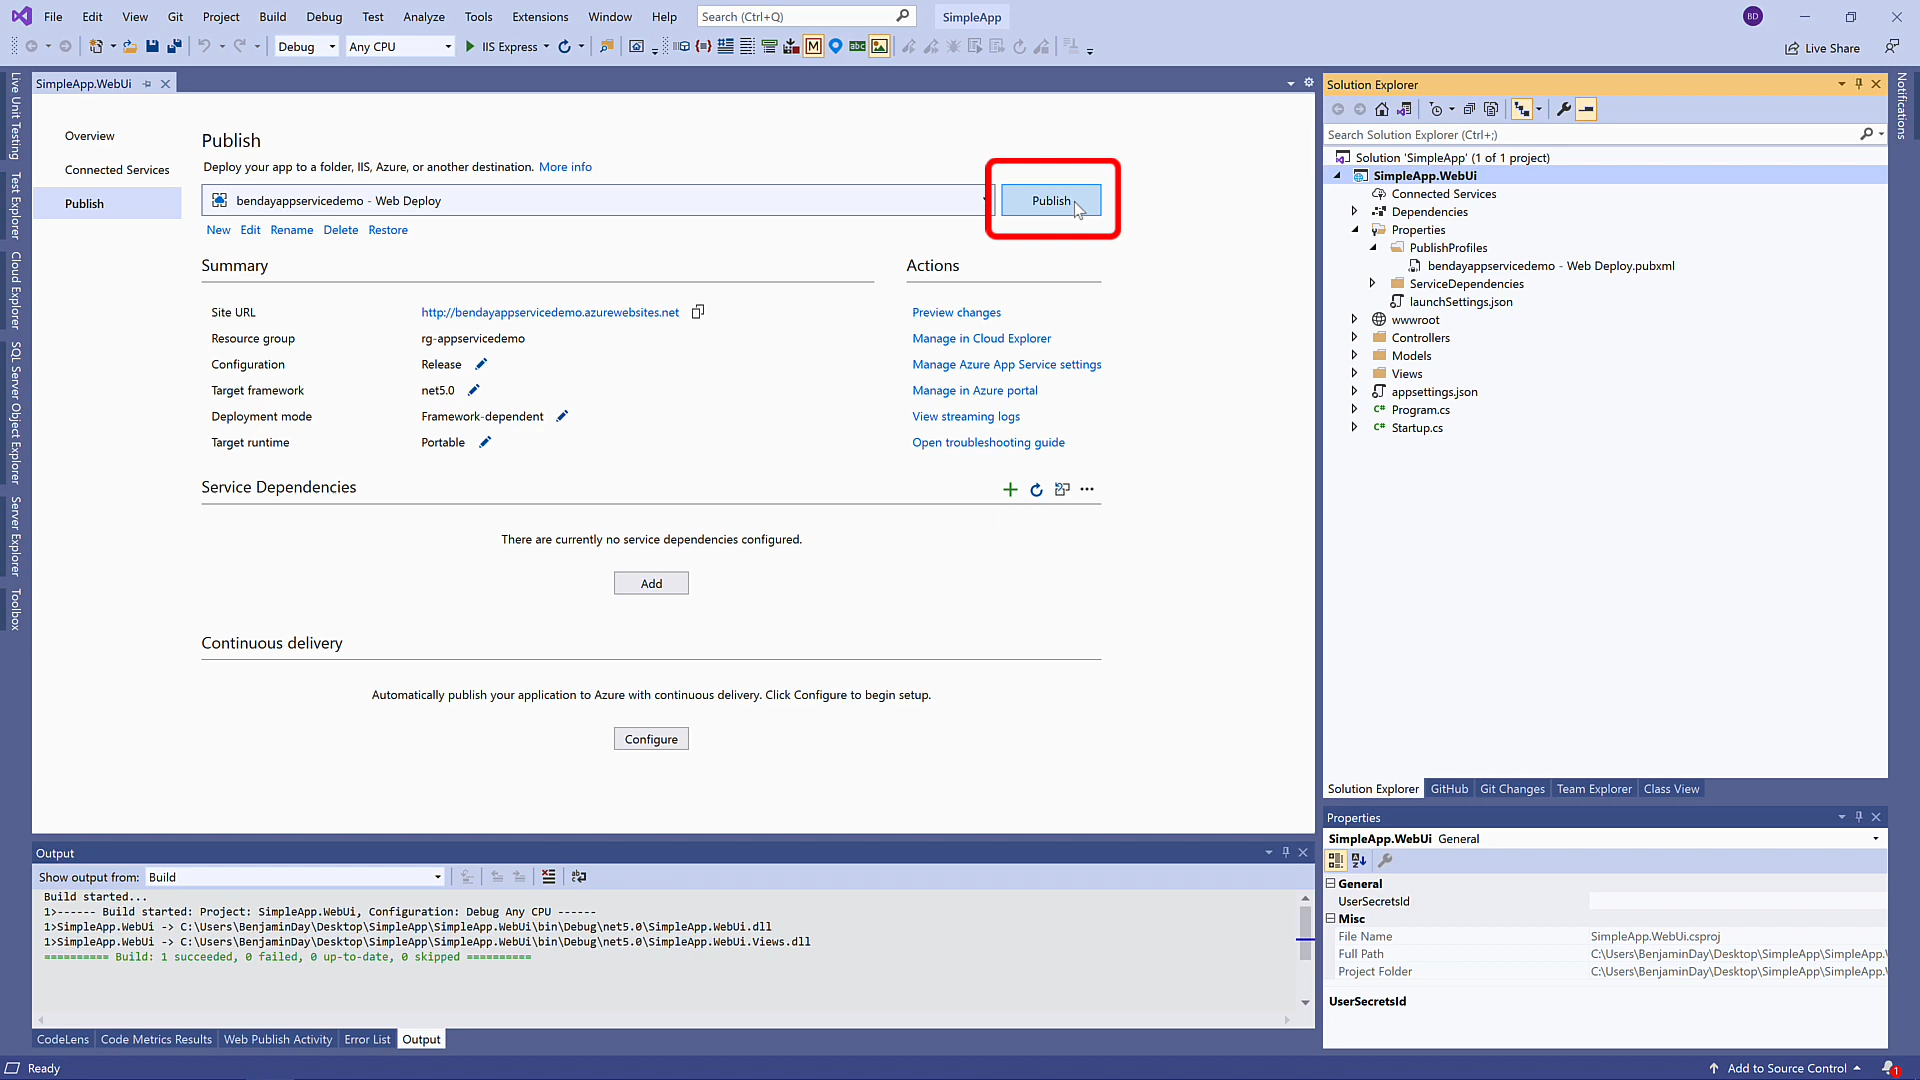 File Edit View Git Project Build Debug Test Analyze Tools Extensions Window Help Search (Ctrl+Q) SimpleApp BD
Debug Any CPU IIS Express M abc Live Share
Live Unit Testing
Test Explorer
Cloud Explorer
SQL Server Object Explorer
Server Explorer
Toolbox
SimpleApp.WebUi
Overview
Connected Services
Publish
Publish
Deploy your app to a folder, IIS, Azure, or another destination. More info
bendayappservicedemo - Web Deploy Publish
New Edit Rename Delete Restore
Summary
Site URL http://bendayappservicedemo.azurewebsites.net
Resource group rg-appservicedemo
Configuration Release
Target framework net5.0
Deployment mode Framework-dependent
Target runtime Portable
Actions
Preview changes
Manage in Cloud Explorer
Manage Azure App Service settings
Manage in Azure portal
View streaming logs
Open troubleshooting guide
Service Dependencies
There are currently no service dependencies configured.
Add
Continuous delivery
Automatically publish your application to Azure with continuous delivery. Click Configure to begin setup.
Configure
Output
Show output from: Build
Build started...
1>------ Build started: Project: SimpleApp.WebUi, Configuration: Debug Any CPU ------
1>SimpleApp.WebUi -> C:\Users\BenjaminDay\Desktop\SimpleApp\SimpleApp.WebUi\bin\Debug\net5.0\SimpleApp.WebUi.dll
1>SimpleApp.WebUi -> C:\Users\BenjaminDay\Desktop\SimpleApp\SimpleApp.WebUi\bin\Debug\net5.0\SimpleApp.WebUi.Views.dll
========== Build: 1 succeeded, 0 failed, 0 up-to-date, 0 skipped ==========
CodeLens Code Metrics Results Web Publish Activity Error List Output
Solution Explorer
Search Solution Explorer (Ctrl+;)
Solution 'SimpleApp' (1 of 1 project)
SimpleApp.WebUi
Connected Services
Dependencies
Properties
PublishProfiles
bendayappservicedemo - Web Deploy.pubxml
ServiceDependencies
launchSettings.json
wwwroot
Controllers
Models
Views
appsettings.json
C# Program.cs
C# Startup.cs
Solution Explorer GitHub Git Changes Team Explorer Class View
Properties
SimpleApp.WebUi General
General
UserSecretsId
Misc
File Name SimpleApp.WebUi.csproj
Full Path C:\Users\BenjaminDay\Desktop\SimpleApp\SimpleApp.
Project Folder C:\Users\BenjaminDay\Desktop\SimpleApp\SimpleApp.
UserSecretsId
Notifications
Ready Add to Source Control 1